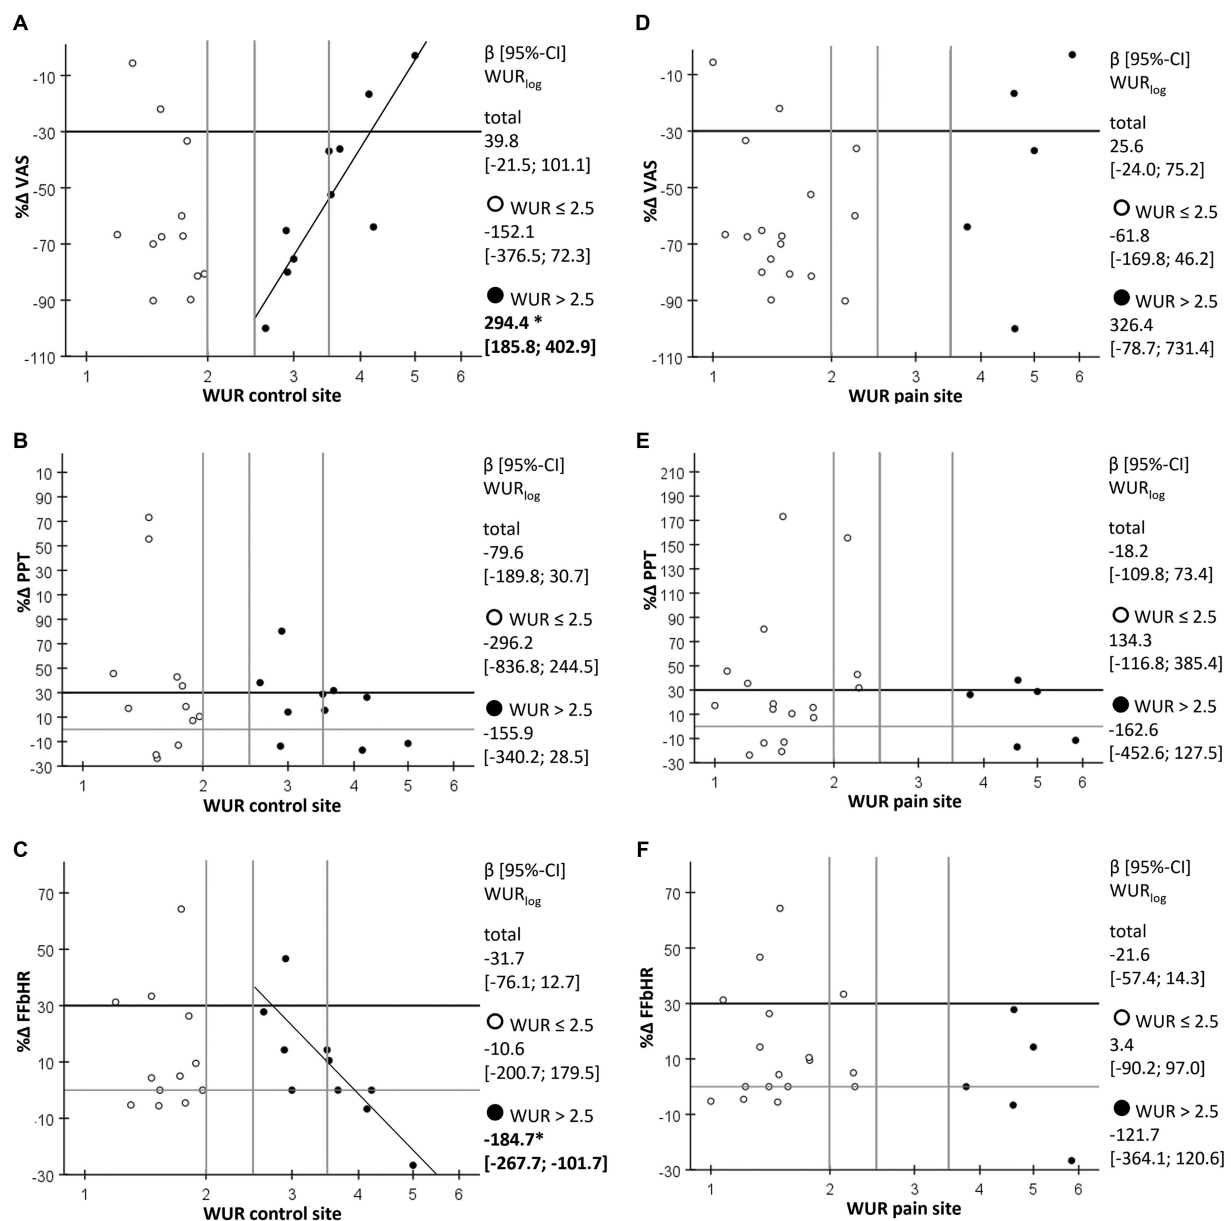 A
%Δ VAS
-10
-30
-50
-70
-90
-110
1 2 3 4 5 6
WUR control site
β [95%-CI]
WURlog
total
39.8
[-21.5; 101.1]
WUR ≤ 2.5
-152.1
[-376.5; 72.3]
WUR > 2.5
294.4 *
[185.8; 402.9]
D
%Δ VAS
-10
-30
-50
-70
-90
-110
1 2 3 4 5 6
WUR pain site
β [95%-CI]
WURlog
total
25.6
[-24.0; 75.2]
WUR ≤ 2.5
-61.8
[-169.8; 46.2]
WUR > 2.5
326.4
[-78.7; 731.4]
B
%Δ PPT
10
90
70
50
30
10
90
70
50
30
10
-10
-30
1 2 3 4 5 6
WUR control site
β [95%-CI]
WURlog
total
-79.6
[-189.8; 30.7]
WUR ≤ 2.5
-296.2
[-836.8; 244.5]
WUR > 2.5
-155.9
[-340.2; 28.5]
E
%Δ PPT
210
190
170
150
130
110
90
70
50
30
10
-10
-30
1 2 3 4 5 6
WUR pain site
β [95%-CI]
WURlog
total
-18.2
[-109.8; 73.4]
WUR ≤ 2.5
134.3
[-116.8; 385.4]
WUR > 2.5
-162.6
[-452.6; 127.5]
C
%Δ FFbHR
70
50
30
10
-10
-30
1 2 3 4 5 6
WUR control site
β [95%-CI]
WURlog
total
-31.7
[-76.1; 12.7]
WUR ≤ 2.5
-10.6
[-200.7; 179.5]
WUR > 2.5
-184.7*
[-267.7; -101.7]
F
%Δ FFbHR
70
50
30
10
-10
-30
1 2 3 4 5 6
WUR pain site
β [95%-CI]
WURlog
total
-21.6
[-57.4; 14.3]
WUR ≤ 2.5
3.4
[-90.2; 97.0]
WUR > 2.5
-121.7
[-364.1; 120.6]